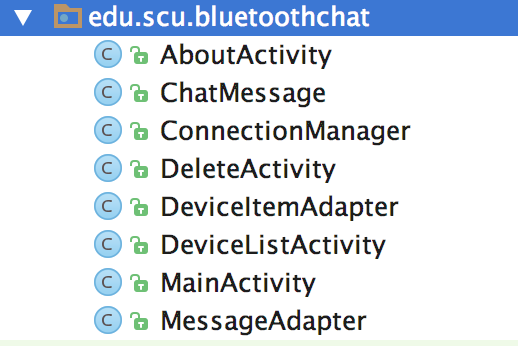 edu.scu.bluetoothchat
AboutActivity
ChatMessage
ConnectionManager
DeleteActivity
DeviceItemAdapter
DeviceListActivity
MainActivity
MessageAdapter